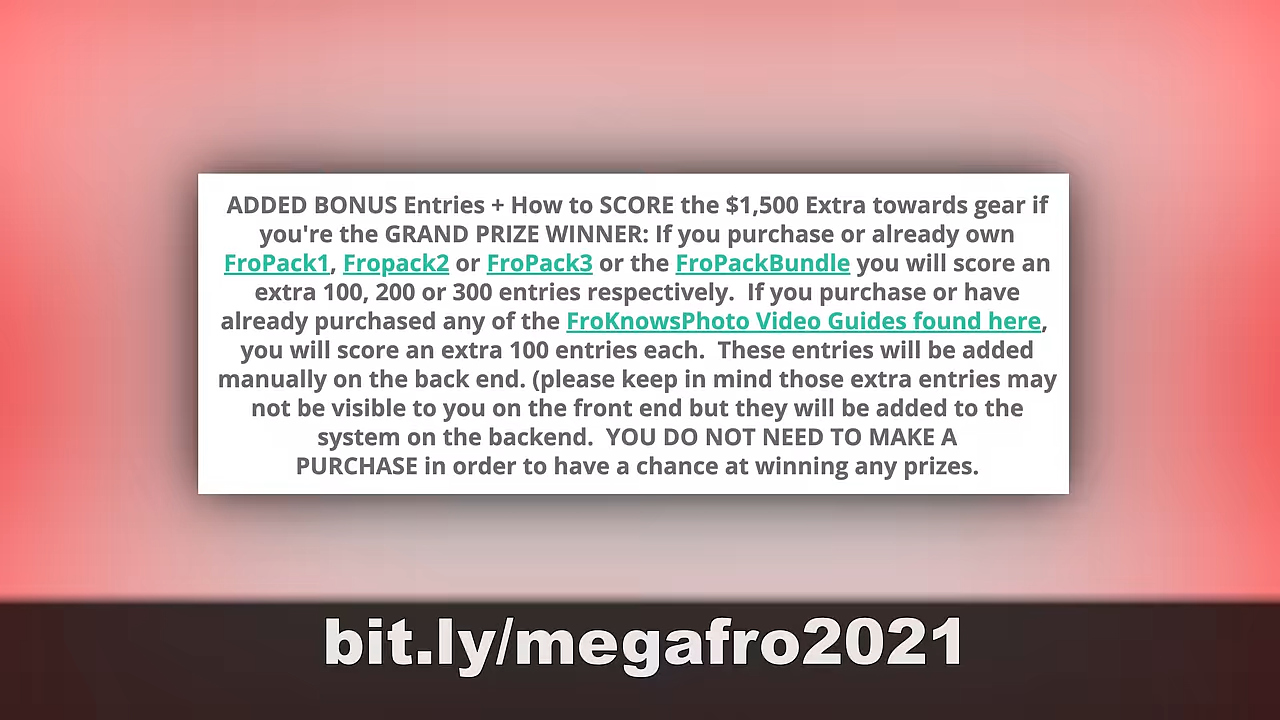 ADDED BONUS Entries + How to SCORE the $1,500 Extra towards gear if
you're the GRAND PRIZE WINNER: If you purchase or already own
FroPack1, Fropack2 or FroPack3 or the FroPackBundle you will score an
extra 100, 200 or 300 entries respectively.  If you purchase or have
already purchased any of the FroKnowsPhoto Video Guides found here,
you will score an extra 100 entries each.  These entries will be added
manually on the back end. (please keep in mind those extra entries may
not be visible to you on the front end but they will be added to the
system on the backend.  YOU DO NOT NEED TO MAKE A
PURCHASE in order to have a chance at winning any prizes.
bit.ly/megafro2021